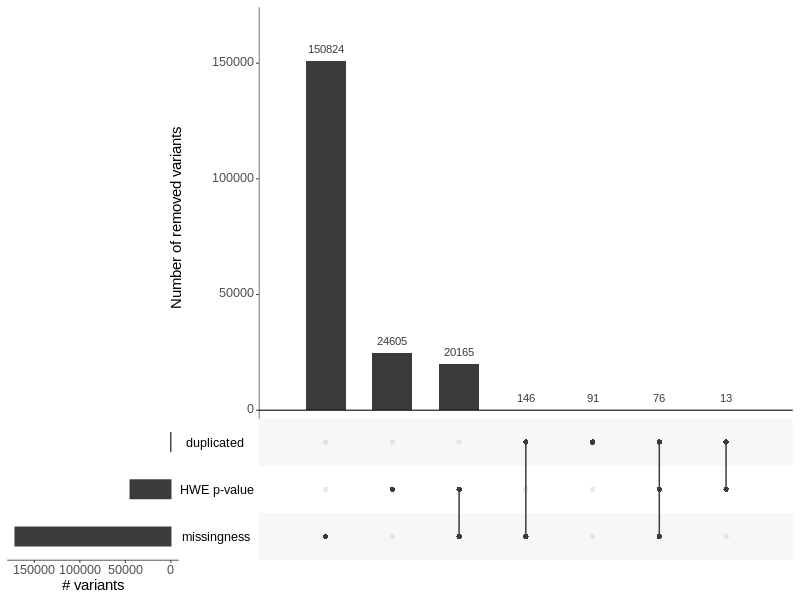 150824
150000
Number of removed variants
100000
50000
24605
20165
146
91
76
13
0
duplicated
HWE p-value
missingness
150000 100000 50000 0
# variants